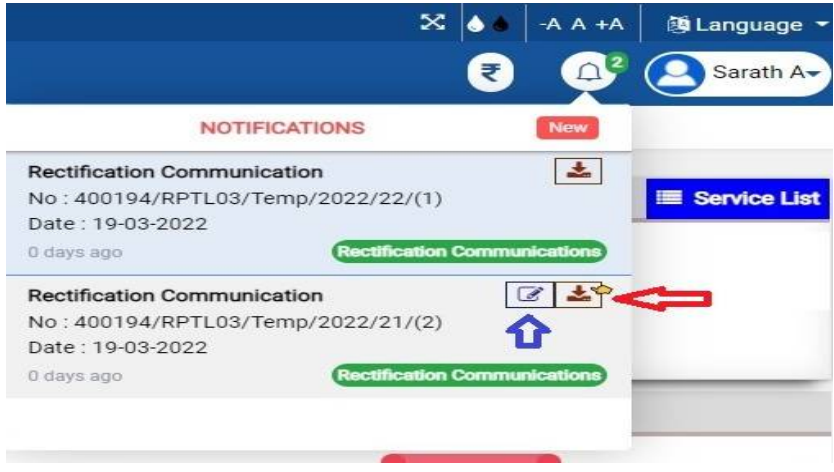 -A A +A Language
₹ 2 Sarath A
NOTIFICATIONS New
Rectification Communication
No : 400194/RPTL03/Temp/2022/22/(1)
Date : 19-03-2022
0 days ago Rectification Communications
Service List
Rectification Communication
No : 400194/RPTL03/Temp/2022/21/(2)
Date : 19-03-2022
0 days ago Rectification Communications